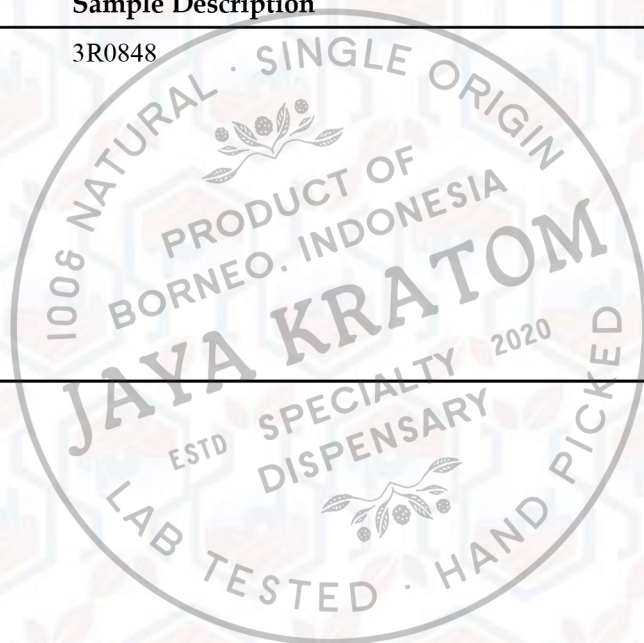 Sample Description
3R0848
100% NATURAL · SINGLE ORIGIN
PRODUCT OF
BORNEO. INDONESIA
JAYA KRATOM
ESTD SPECIALTY 2020
DISPENSARY
LAB TESTED · HAND PICKED